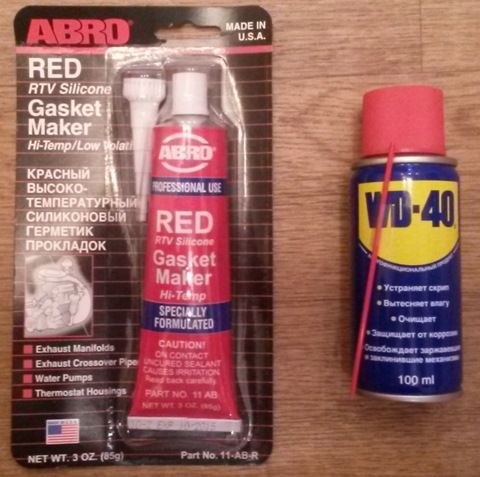 ABRO
MADE IN
U.S.A.
RED
RTV Silicone
Gasket
Maker
Hi-Temp/Low
КРАСНЫЙ
ВЫСОКО-
ТЕМПЕРАТУРНЫЙ
СИЛИКОНОВЫЙ
ГЕРМЕТИК
ПРОКЛАДОК
Exhaust Manifolds
Exhaust Crossover Pipe
Water Pumps
Thermostat Housings
NET WT. 3 OZ. (85g)
Part No. 11-AB-R
ABRO
PROFESSIONAL USE
RED
RTV Silicone
Gasket
Maker
Hi-Temp
SPECIALLY
FORMULATED
CAUTION!
ON CONTACT
UNCURED SEALANT
CAUSES IRRITATION
Read back carefully.
PART NO. 11 AB
NET WT. 3 OZ. (85g)
EXP 10/2015
WD-40
• Устраняет скрип
• Вытесняет влагу
• Очищает
• Защищает от коррозии
Освобождает заржавевшие
и заклинившие механизмы
100 ml